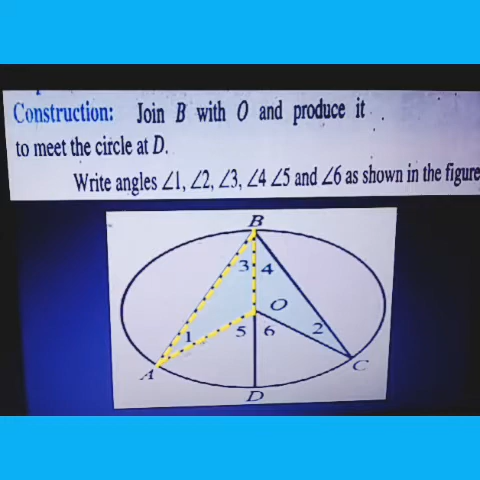 Construction: Join B with O and produce it
to meet the circle at D.
Write angles ∠1, ∠2, ∠3, ∠4 ∠5 and ∠6 as shown in the figure
B
3 4
O
1 5 6 2
A C
D